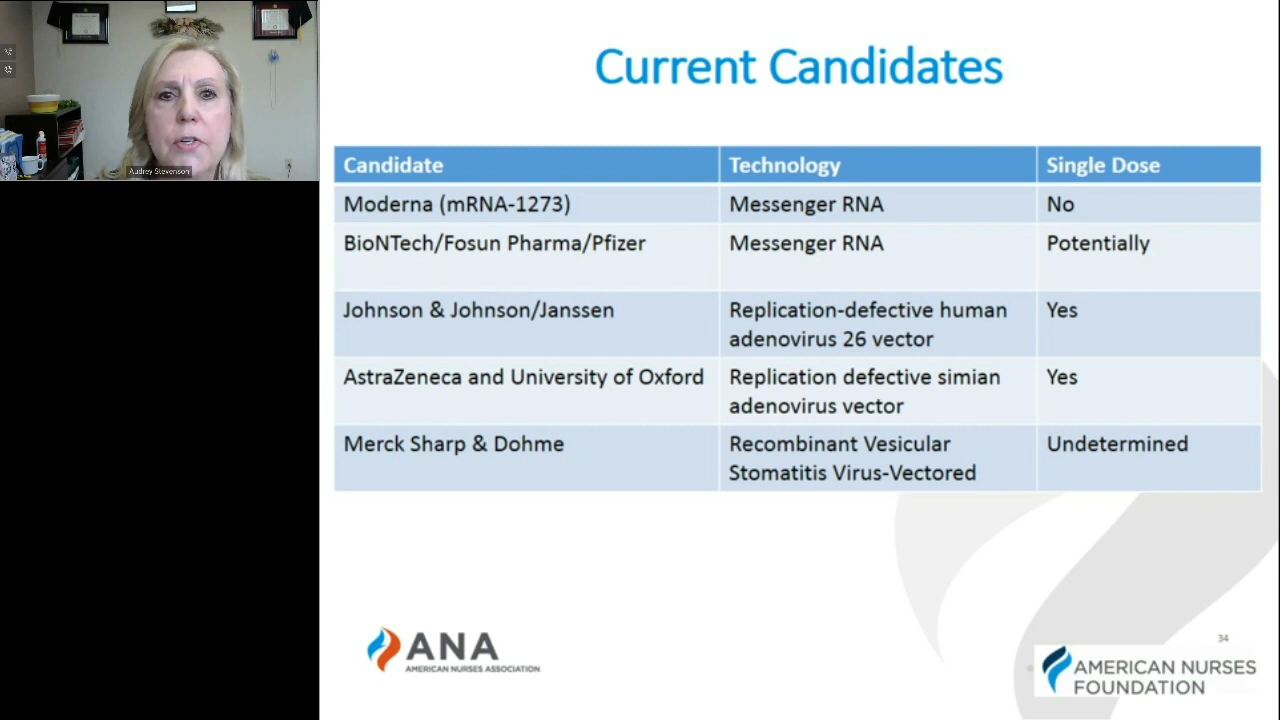 Audrey Stevenson
Current Candidates
Candidate Technology Single Dose
Moderna (mRNA-1273) Messenger RNA No
BioNTech/Fosun Pharma/Pfizer Messenger RNA Potentially
Johnson & Johnson/Janssen Replication-defective human Yes
adenovirus 26 vector
AstraZeneca and University of Oxford Replication defective simian Yes
adenovirus vector
Merck Sharp & Dohme Recombinant Vesicular Undetermined
Stomatitis Virus-Vectored
34
ANA
AMERICAN NURSES ASSOCIATION
AMERICAN NURSES
FOUNDATION